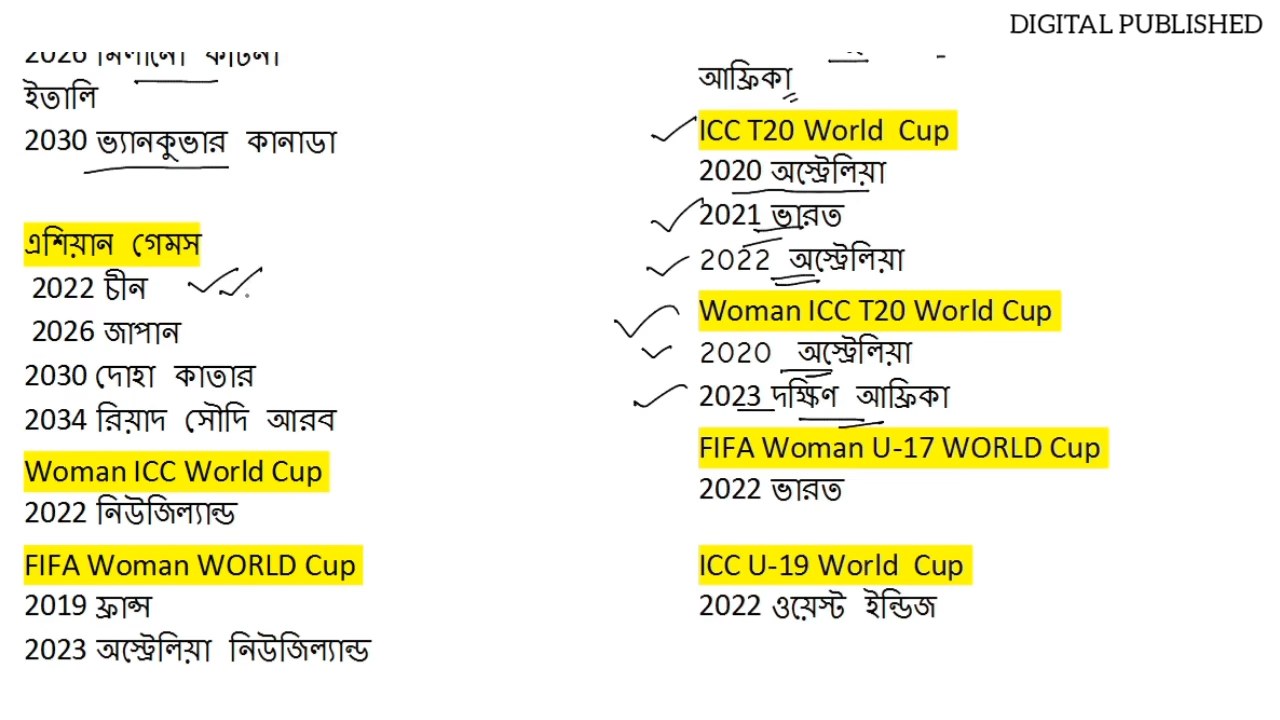 DIGITAL PUBLISHED
2026 মিলানো কর্টিনা
ইতালি
2030 ভ্যানকুভার কানাডা
এশিয়ান গেমস
2022 চীন
2026 জাপান
2030 দোহা কাতার
2034 রিয়াদ সৌদি আরব
Woman ICC World Cup
2022 নিউজিল্যান্ড
FIFA Woman WORLD Cup
2019 ফ্রান্স
2023 অস্ট্রেলিয়া নিউজিল্যান্ড
আফ্রিকা
ICC T20 World Cup
2020 অস্ট্রেলিয়া
2021 ভারত
2022 অস্ট্রেলিয়া
Woman ICC T20 World Cup
2020 অস্ট্রেলিয়া
2023 দক্ষিণ আফ্রিকা
FIFA Woman U-17 WORLD Cup
2022 ভারত
ICC U-19 World Cup
2022 ওয়েস্ট ইন্ডিজ